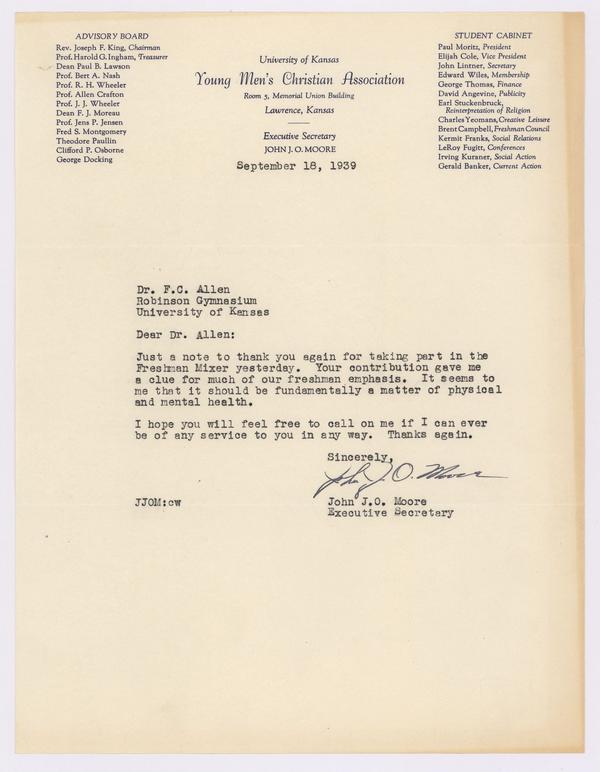 ADVISORY BOARD
Rev. Joseph F. King, Chairman
Prof. Harold G. Ingham, Treasurer
Dean Paul B. Lawson
Prof. Bert A. Nash
Prof. R. H. Wheeler
Prof. Allen Crafton
Prof. J. J. Wheeler
Dean F. J. Moreau
Prof. Jens P. Jensen
Fred S. Montgomery
Theodore Paullin
Clifford P. Osborne
George Docking
University of Kansas
Young Men's Christian Association
Room 5, Memorial Union Building
Lawrence, Kansas
Executive Secretary
JOHN J. O. MOORE
STUDENT CABINET
Paul Moritz, President
Elijah Cole, Vice President
John Lintner, Secretary
Edward Wiles, Membership
George Thomas, Finance
David Angevine, Publicity
Earl Stuckenbruck,
Reinterpretation of Religion
Charles Yeomans, Creative Leisure
Brent Campbell, Freshman Council
Kermit Franks, Social Relations
LeRoy Fugitt, Conferences
Irving Kuraner, Social Action
Gerald Banker, Current Action
September 18, 1939
Dr. F.C. Allen
Robinson Gymnasium
University of Kansas
Dear Dr. Allen:
Just a note to thank you again for taking part in the
Freshman Mixer yesterday. Your contribution gave me
a clue for much of our freshman emphasis. It seems to
me that it should be fundamentally a matter of physical
and mental health.
I hope you will feel free to call on me if I can ever
be of any service to you in any way. Thanks again.
Sincerely,
John J. O. Moore
JJOM:cw
John J.O. Moore
Executive Secretary